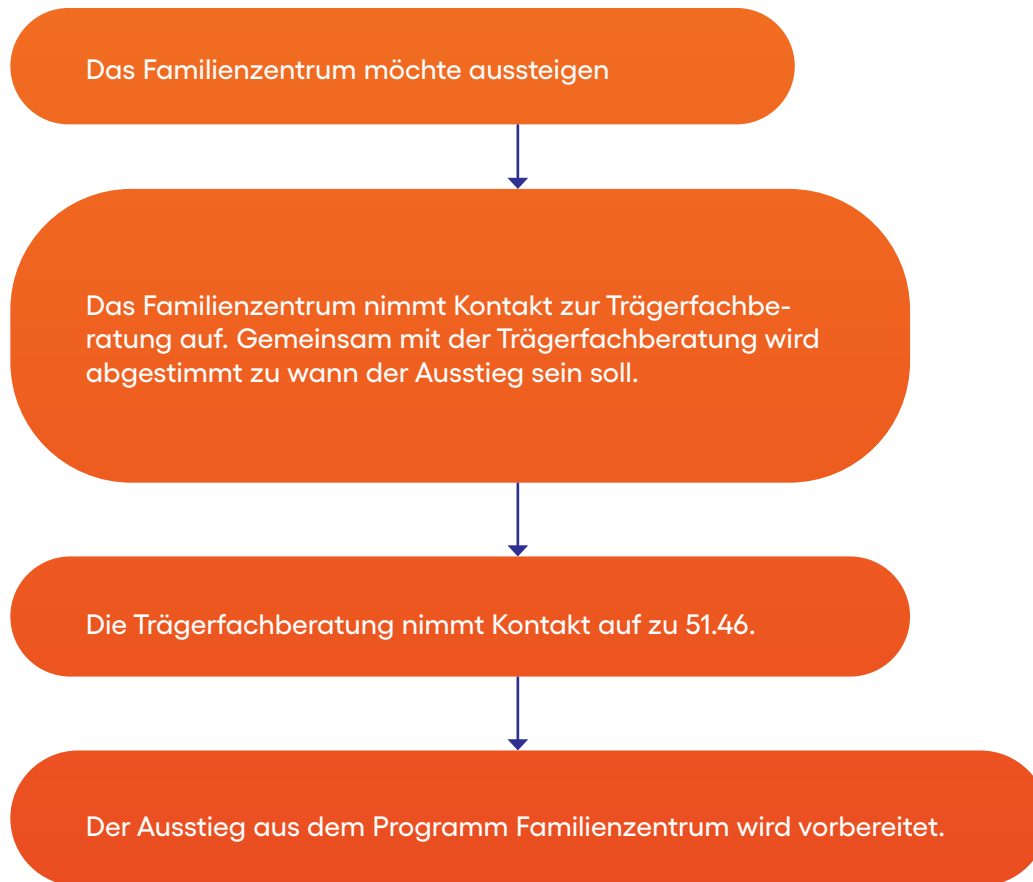 Das Familienzentrum möchte aussteigen
Das Familienzentrum nimmt Kontakt zur Trägerfachbe-
ratung auf. Gemeinsam mit der Trägerfachberatung wird
abgestimmt zu wann der Ausstieg sein soll.
Die Trägerfachberatung nimmt Kontakt auf zu 51.46.
Der Ausstieg aus dem Programm Familienzentrum wird vorbereitet.